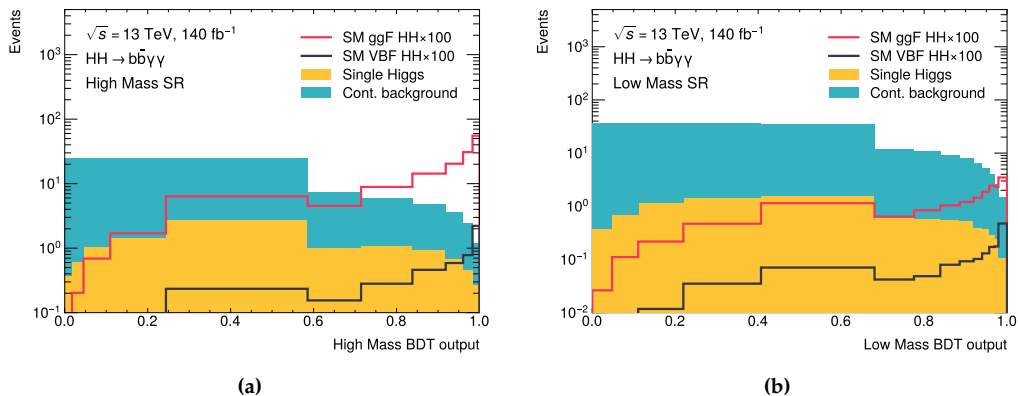 Events
√s = 13 TeV, 140 fb⁻¹
HH → bb̄γγ
High Mass SR
SM ggF HH×100
SM VBF HH×100
Single Higgs
Cont. background
10³
10²
10¹
10⁰
10⁻¹
0.0 0.2 0.4 0.6 0.8 1.0
High Mass BDT output
(a)
Events
√s = 13 TeV, 140 fb⁻¹
HH → bb̄γγ
Low Mass SR
SM ggF HH×100
SM VBF HH×100
Single Higgs
Cont. background
10³
10²
10¹
10⁰
10⁻¹
10⁻²
0.0 0.2 0.4 0.6 0.8 1.0
Low Mass BDT output
(b)